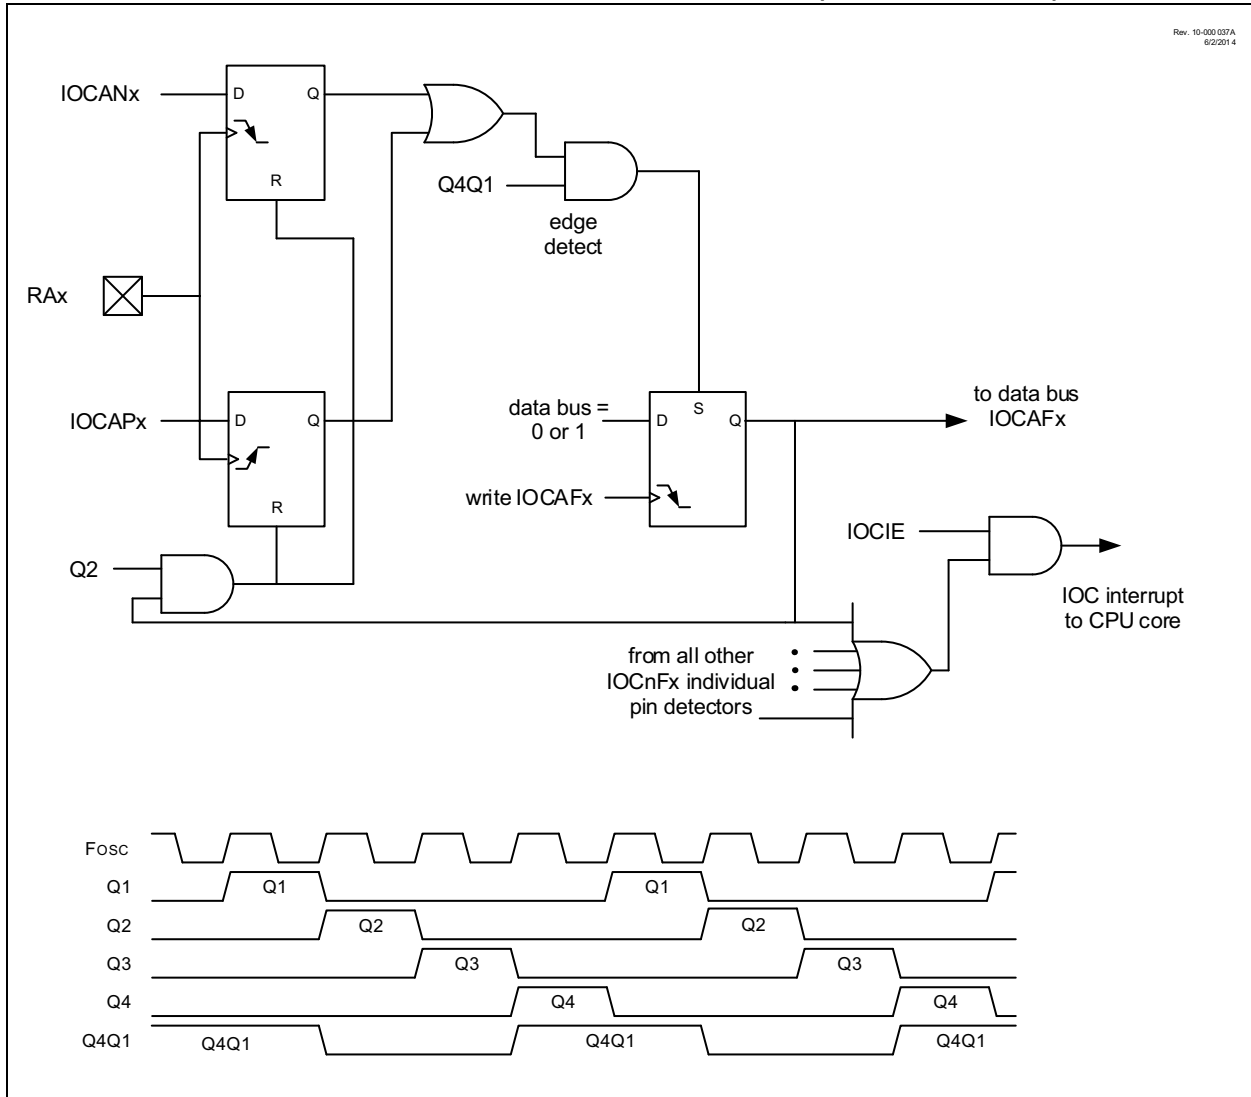 Rev. 10-000 037A
6/2/201 4
IOCANx
D
Q
R
Q4Q1
edge
detect
RAx
IOCAPx
D
Q
R
data bus =
0 or 1
D
S
Q
to data bus
IOCAFx
write IOCAFx
IOCIE
Q2
IOC interrupt
to CPU core
from all other
IOCnFx individual
pin detectors
FOSC
Q1
Q1
Q1
Q2
Q2
Q2
Q3
Q3
Q3
Q4
Q4
Q4
Q4Q1
Q4Q1
Q4Q1
Q4Q1